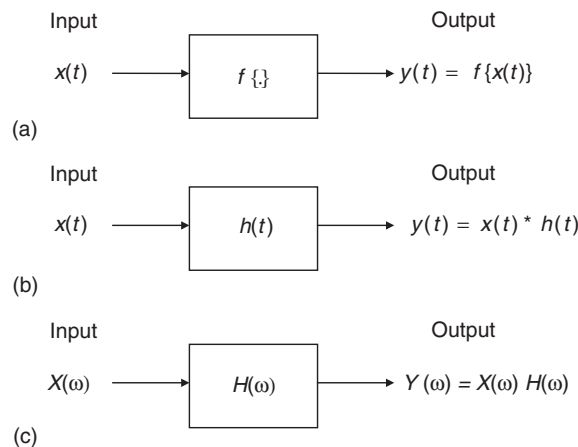 Input Output
x(t) f {.} y(t) = f{x(t)}
(a)
Input Output
x(t) h(t) y(t) = x(t) * h(t)
(b)
Input Output
X(ω) H(ω) Y (ω) = X(ω) H(ω)
(c)